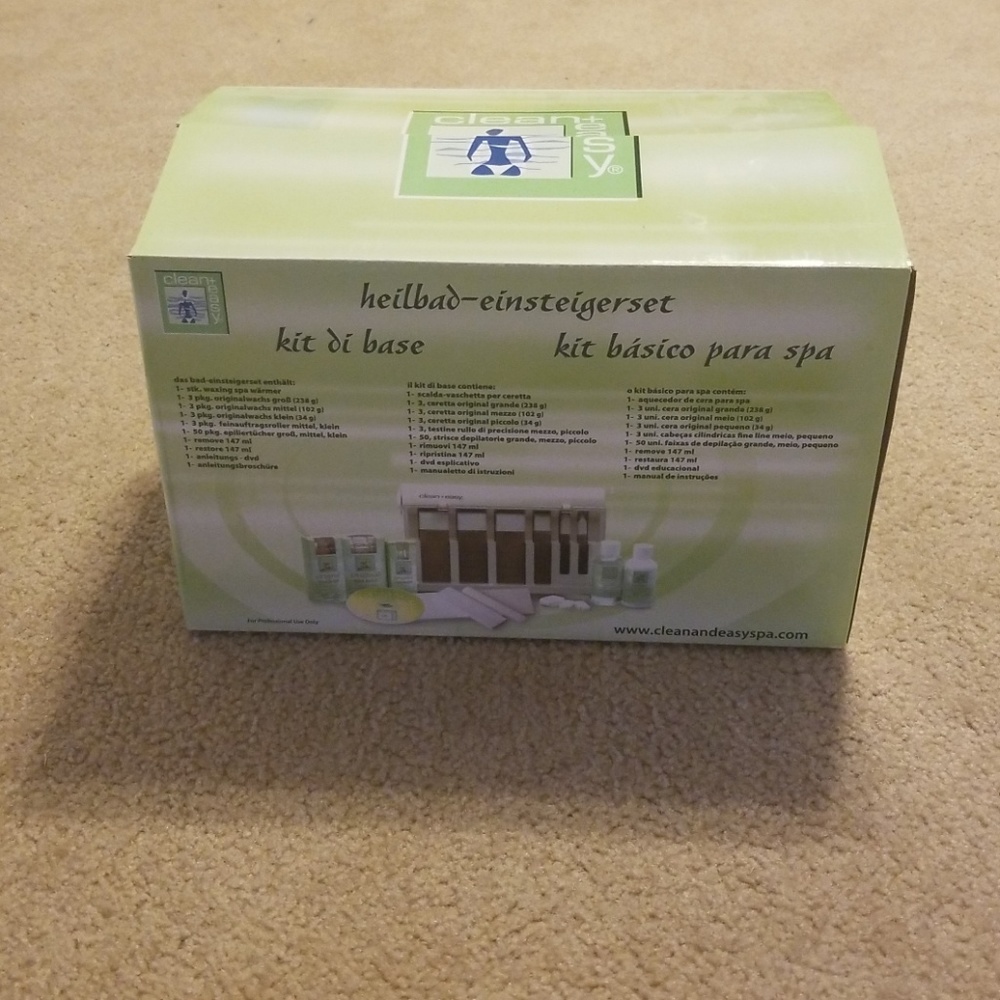 clean+
easy®
clean+
easy
heilbad-einsteigerset
kit di base
kit básico para spa
das bad-einsteigerset enthält:
1- stk. waxing spa wärmer
1- 3 pkg. originalwachs groß (238 g)
1- 3 pkg. originalwachs mittel (102 g)
1- 3 pkg. originalwachs klein (34 g)
1- 3 pkg. feinauftragsroller mittel, klein
1- 50 pkg. epiliertücher groß, mittel, klein
1- remove 147 ml
1- restore 147 ml
1- anleitungs - dvd
1- anleitungsbroschüre
il kit di base contiene:
1- scalda-vaschetta per ceretta
1- 3, ceretta original grande (238 g)
1- 3, ceretta original mezzo (102 g)
1- 3, ceretta original piccolo (34 g)
1- 3, testine rullo di precisione mezzo, piccolo
1- 50, strisce depilatorie grande, mezzo, piccolo
1- rimuovi 147 ml
1- ripristina 147 ml
1- dvd esplicativo
1- manualetto di istruzioni
o kit básico para spa contém:
1- aquecedor de cera para spa
1- 3 uni. cera original grande (238 g)
1- 3 uni. cera original meio (102 g)
1- 3 uni. cera original pequeno (34 g)
1- 3 uni. cabeças cilíndricas fine line meio, pequeno
1- 50 uni. faixas de depilação grande, meio, pequeno
1- remove 147 ml
1- restaura 147 ml
1- dvd educacional
1- manual de instruções
clean+easy
For Professional Use Only
www.cleanandeasyspa.com